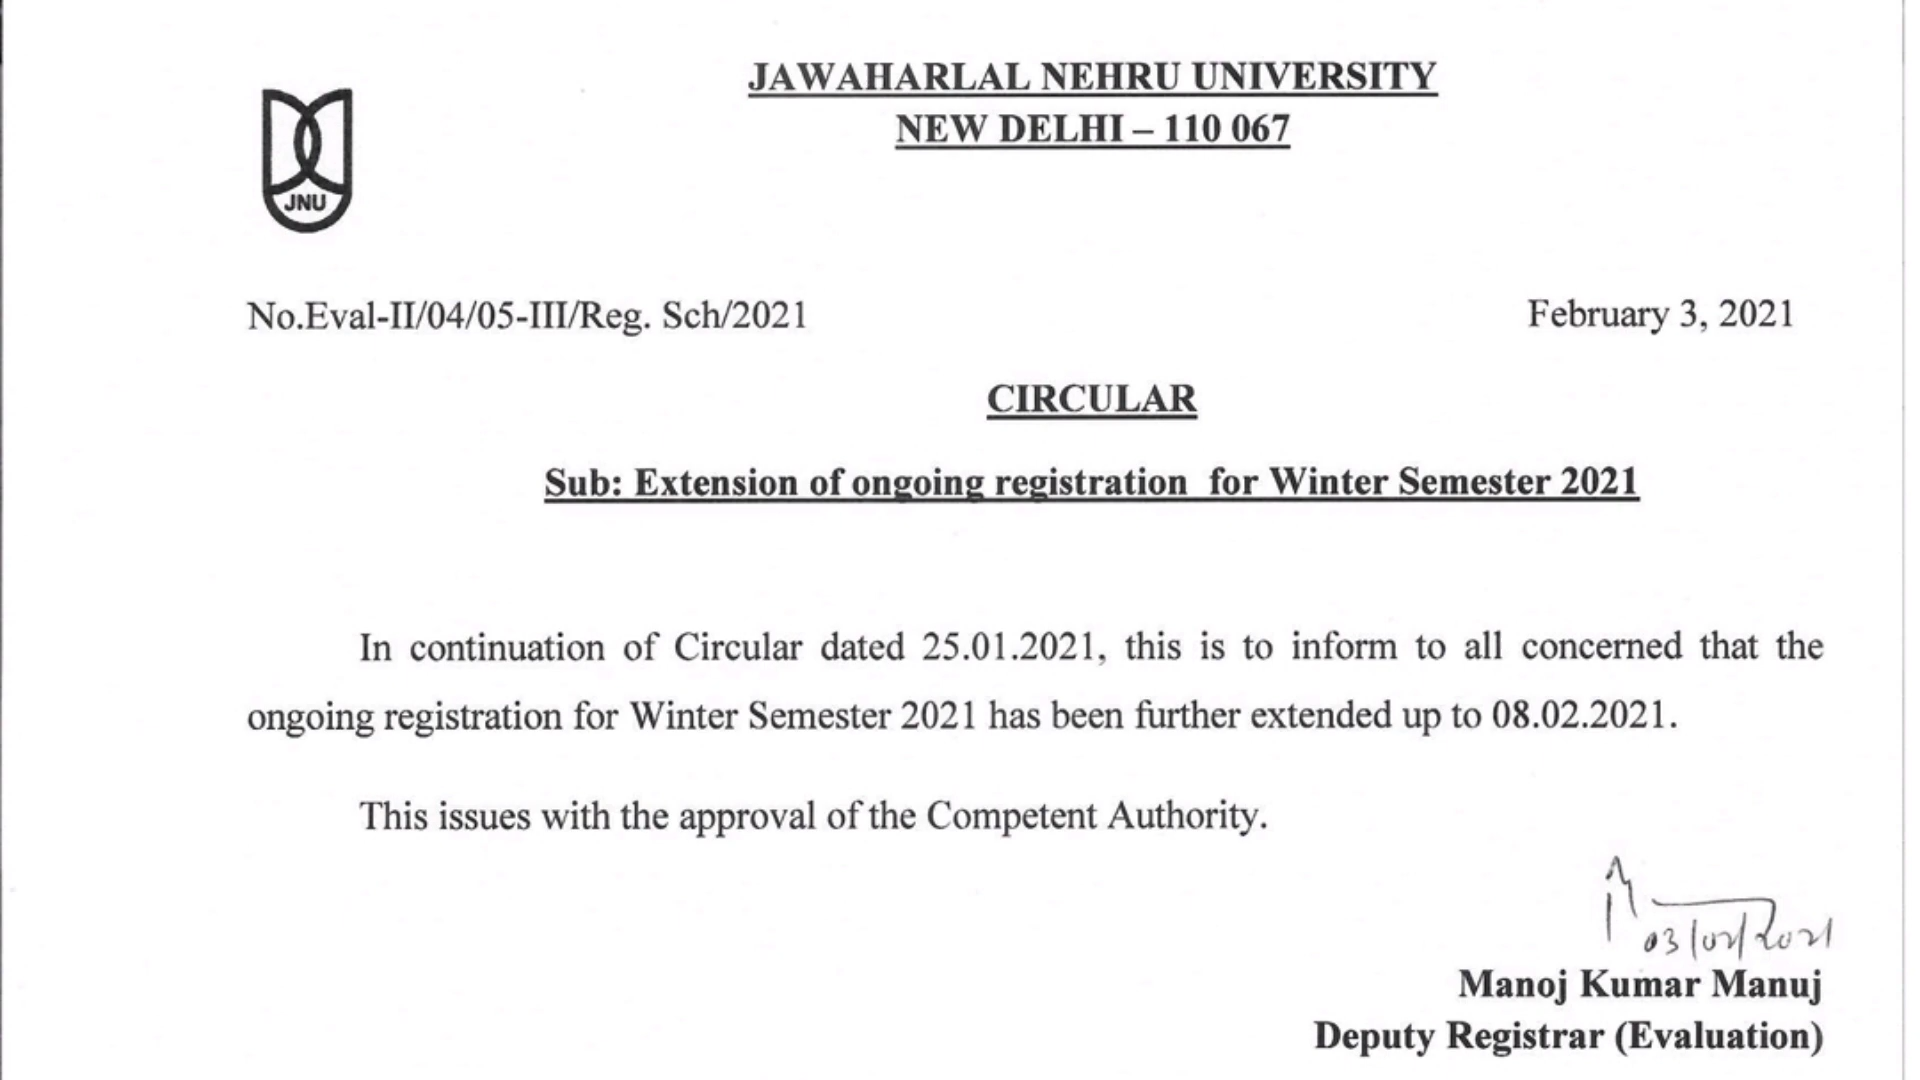 JAWAHARLAL NEHRU UNIVERSITY
NEW DELHI – 110 067
JNU
No.Eval-II/04/05-III/Reg. Sch/2021 February 3, 2021
CIRCULAR
Sub: Extension of ongoing registration for Winter Semester 2021
In continuation of Circular dated 25.01.2021, this is to inform to all concerned that the
ongoing registration for Winter Semester 2021 has been further extended up to 08.02.2021.
This issues with the approval of the Competent Authority.
03/02/2021
Manoj Kumar Manuj
Deputy Registrar (Evaluation)